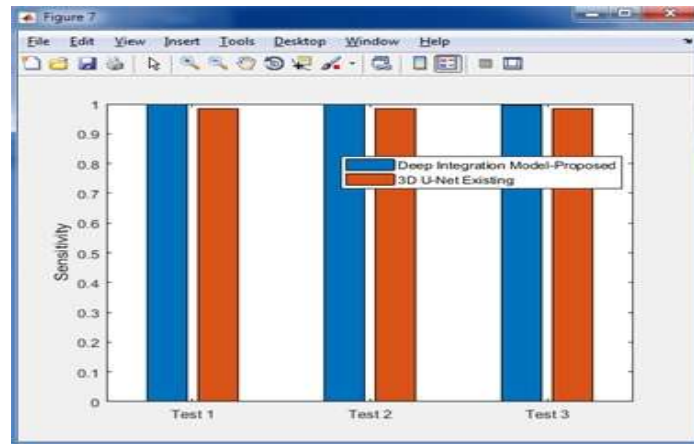 Figure 7
File Edit View Insert Tools Desktop Window Help
1
0.9
0.8
0.7
0.6
0.5
0.4
0.3
0.2
0.1
0
Sensitivity
Deep Integration Model-Proposed
3D U-Net Existing
Test 1 Test 2 Test 3